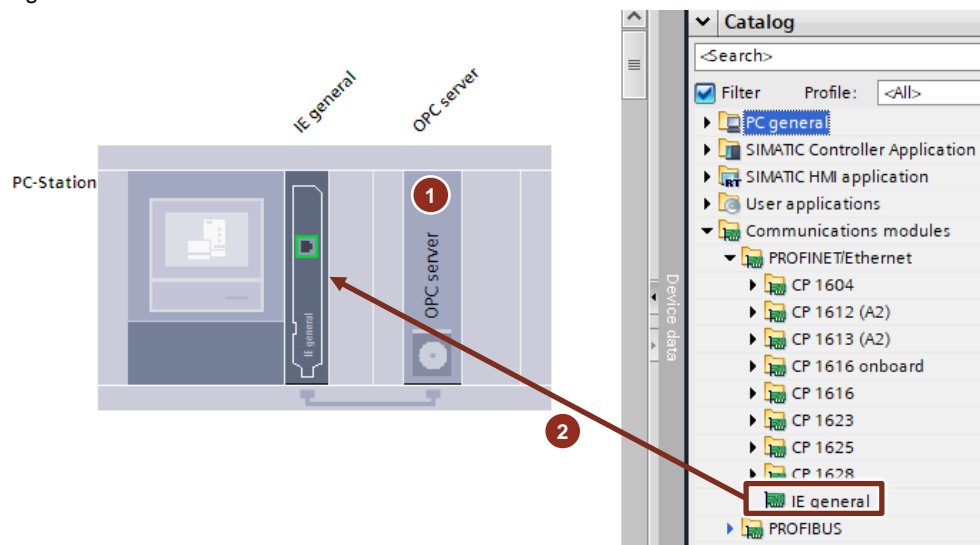 IE general
OPC server
PC-Station
1
OPC server
IE general
2
Device data
Catalog
<Search>
Filter
Profile:
<All>
PC general
SIMATIC Controller Application
SIMATIC HMI application
User applications
Communications modules
PROFINET/Ethernet
CP 1604
CP 1612 (A2)
CP 1613 (A2)
CP 1616 onboard
CP 1616
CP 1623
CP 1625
CP 1628
IE general
PROFIBUS